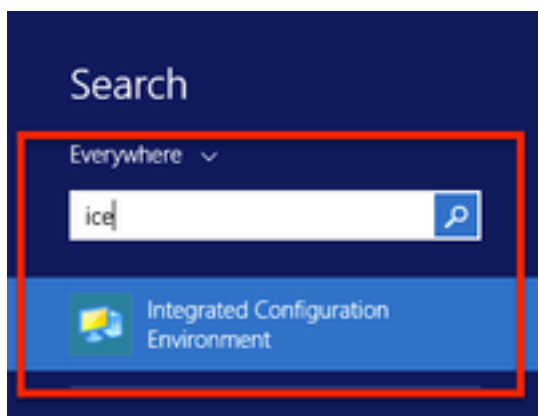 Search
Everywhere
ice
Integrated Configuration
Environment